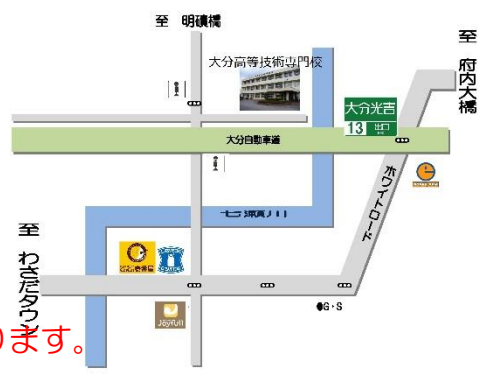 至 明磧橋
至 府内大橋
大分高等技術専門校
大分光吉
13 出口
大分自動車道
ホワイトロード
七瀬川
至 わさだタウン
Joyfull
●G・S
ります。